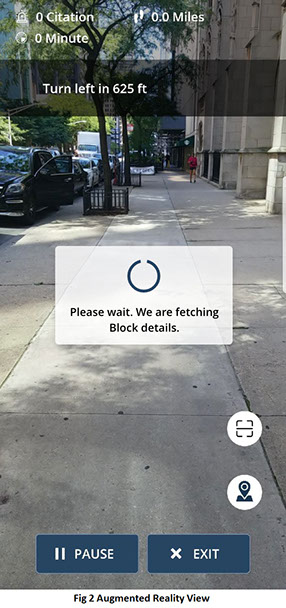 0 Citation
0.0 Miles
0 Minute
Turn left in 625 ft
Please wait. We are fetching
Block details.
PAUSE
EXIT
Fig 2 Augmented Reality View